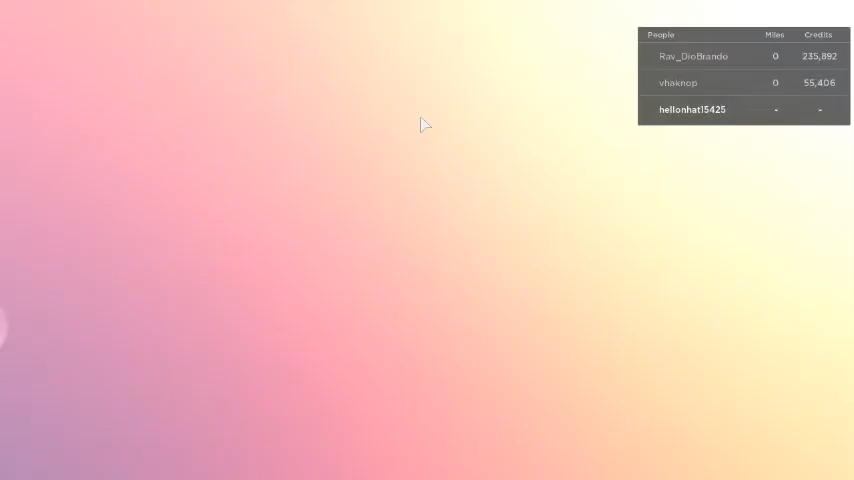 People Miles Credits
Rav_DioBrando 0 235,892
vhaknop 0 55,406
hellonhat15425 - -